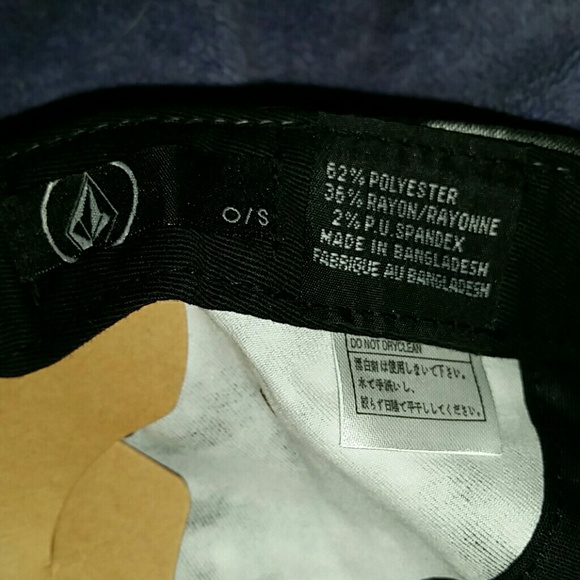 O/S
62% POLYESTER
36% RAYON/RAYONNE
2% P.U.SPANDEX
MADE IN BANGLADESH
FABRIQUE AU BANGLADESH
DO NOT DRYCLEAN
漂白剤は使用しないで下さい。
水で手洗いし、
絞らず日陰で平干ししてください。